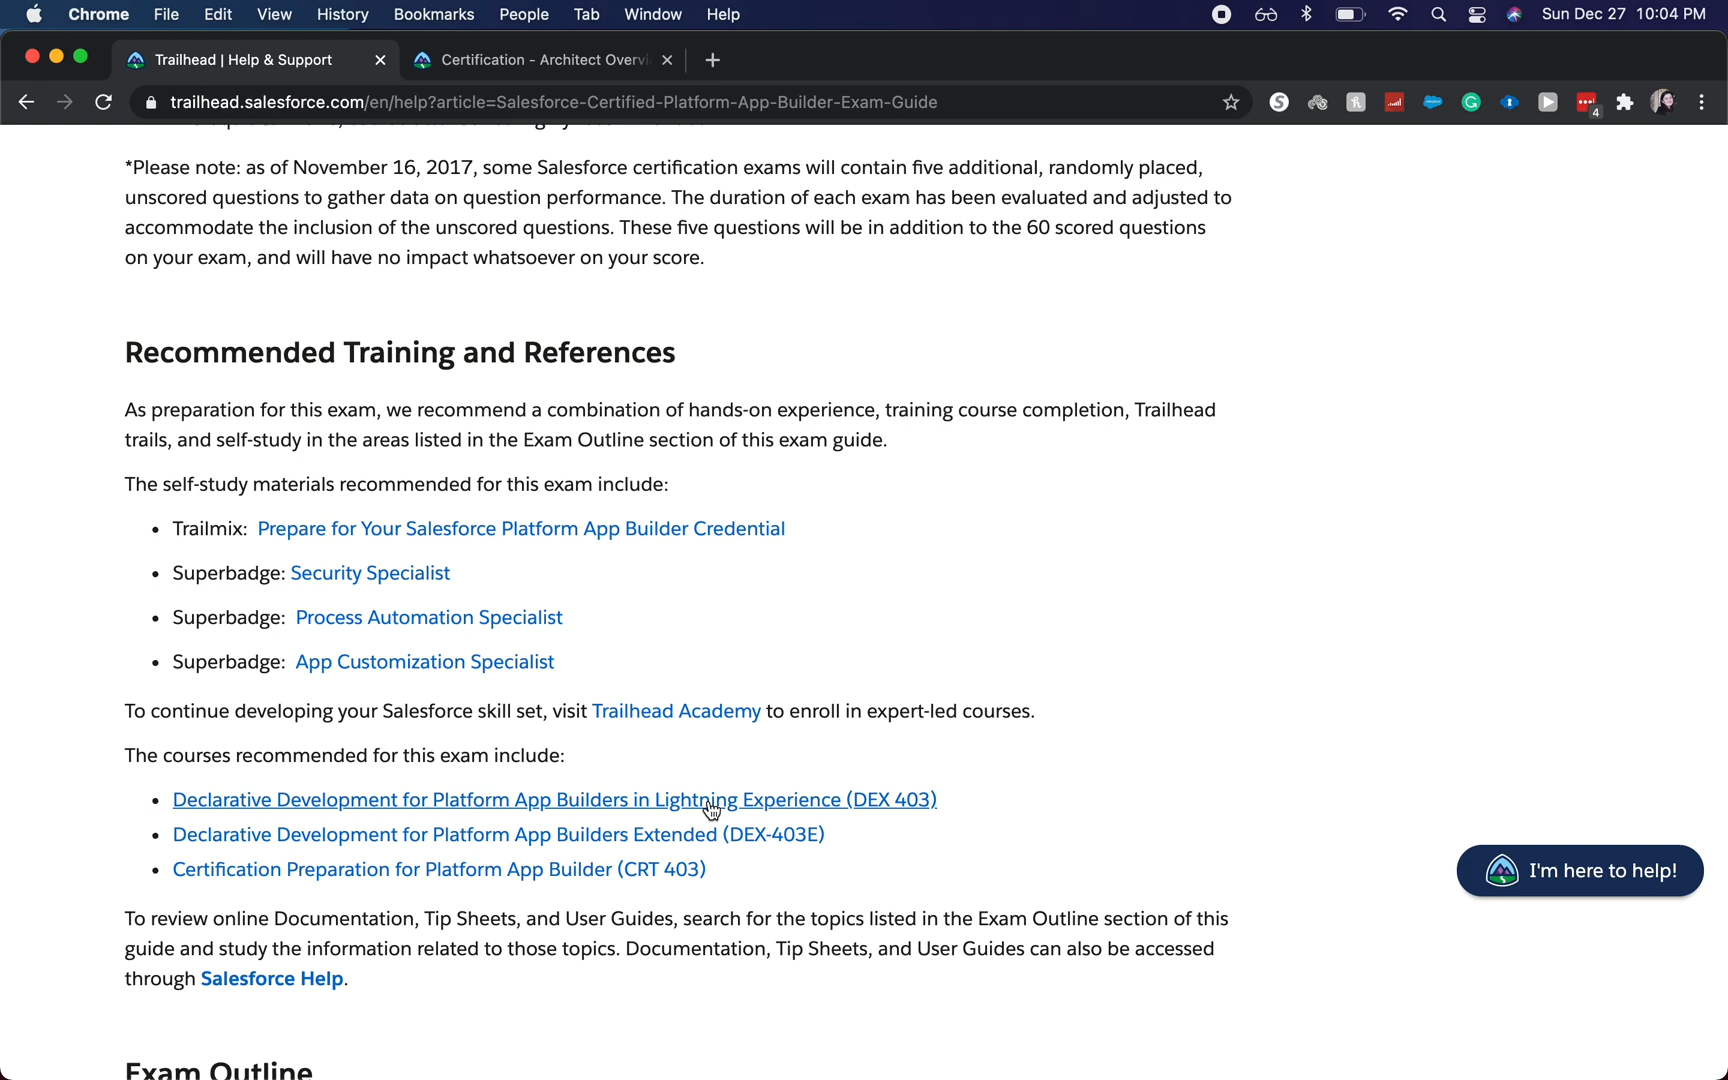 Chrome File Edit View History Bookmarks People Tab Window Help Sun Dec 27 10:04 PM
Trailhead | Help & Support Certification - Architect Overvi
trailhead.salesforce.com/en/help?article=Salesforce-Certified-Platform-App-Builder-Exam-Guide
4
*Please note: as of November 16, 2017, some Salesforce certification exams will contain five additional, randomly placed,
unscored questions to gather data on question performance. The duration of each exam has been evaluated and adjusted to
accommodate the inclusion of the unscored questions. These five questions will be in addition to the 60 scored questions
on your exam, and will have no impact whatsoever on your score.
Recommended Training and References
As preparation for this exam, we recommend a combination of hands-on experience, training course completion, Trailhead
trails, and self-study in the areas listed in the Exam Outline section of this exam guide.
The self-study materials recommended for this exam include:
• Trailmix: Prepare for Your Salesforce Platform App Builder Credential
• Superbadge: Security Specialist
• Superbadge: Process Automation Specialist
• Superbadge: App Customization Specialist
To continue developing your Salesforce skill set, visit Trailhead Academy to enroll in expert-led courses.
The courses recommended for this exam include:
• Declarative Development for Platform App Builders in Lightning Experience (DEX 403)
• Declarative Development for Platform App Builders Extended (DEX-403E)
• Certification Preparation for Platform App Builder (CRT 403)
I'm here to help!
To review online Documentation, Tip Sheets, and User Guides, search for the topics listed in the Exam Outline section of this
guide and study the information related to those topics. Documentation, Tip Sheets, and User Guides can also be accessed
through Salesforce Help.
Exam Outline